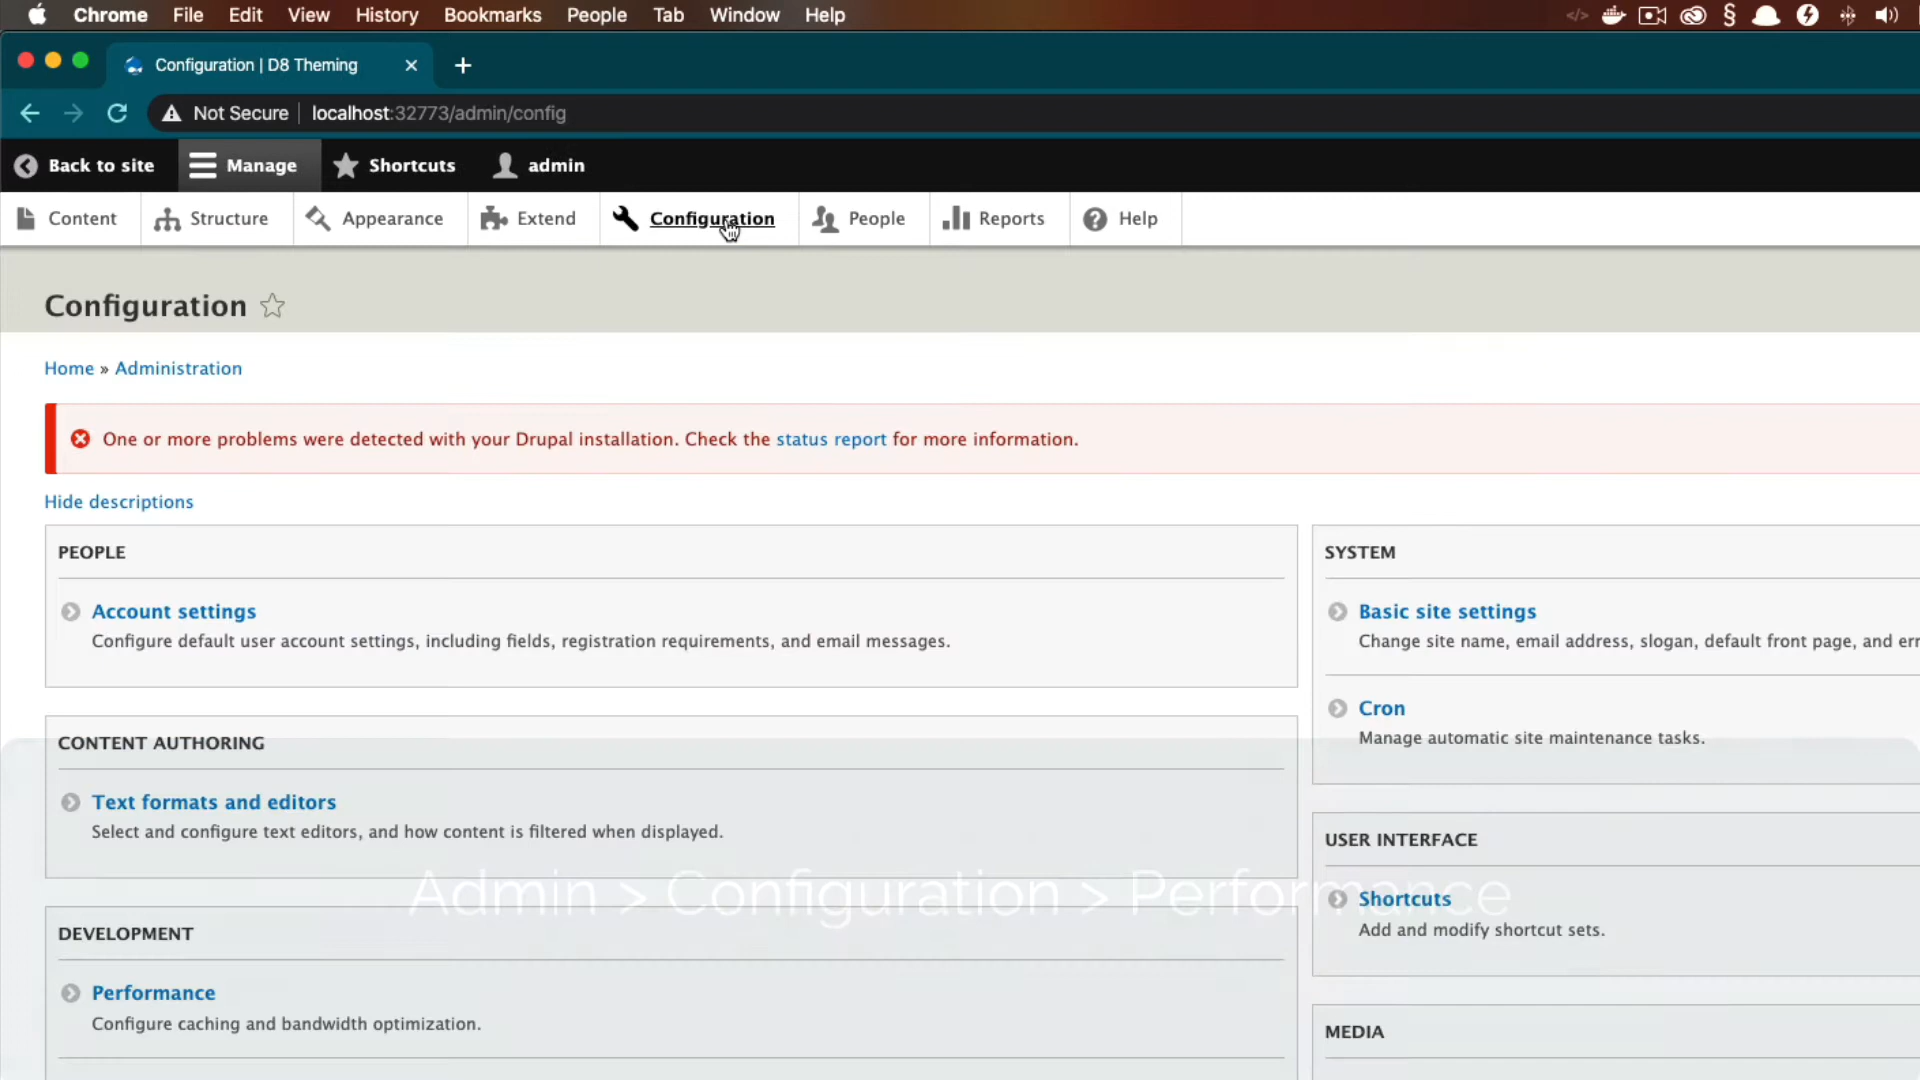 Chrome File Edit View History Bookmarks People Tab Window Help
Configuration | D8 Theming
Not Secure localhost:32773/admin/config
Back to site Manage Shortcuts admin
Content Structure Appearance Extend Configuration People Reports Help
Configuration
Home » Administration
One or more problems were detected with your Drupal installation. Check the status report for more information.
Hide descriptions
PEOPLE
Account settings
Configure default user account settings, including fields, registration requirements, and email messages.
CONTENT AUTHORING
Text formats and editors
Select and configure text editors, and how content is filtered when displayed.
DEVELOPMENT
Performance
Configure caching and bandwidth optimization.
SYSTEM
Basic site settings
Change site name, email address, slogan, default front page, and err
Cron
Manage automatic site maintenance tasks.
USER INTERFACE
Shortcuts
Add and modify shortcut sets.
MEDIA
Admin > Configuration > Performance